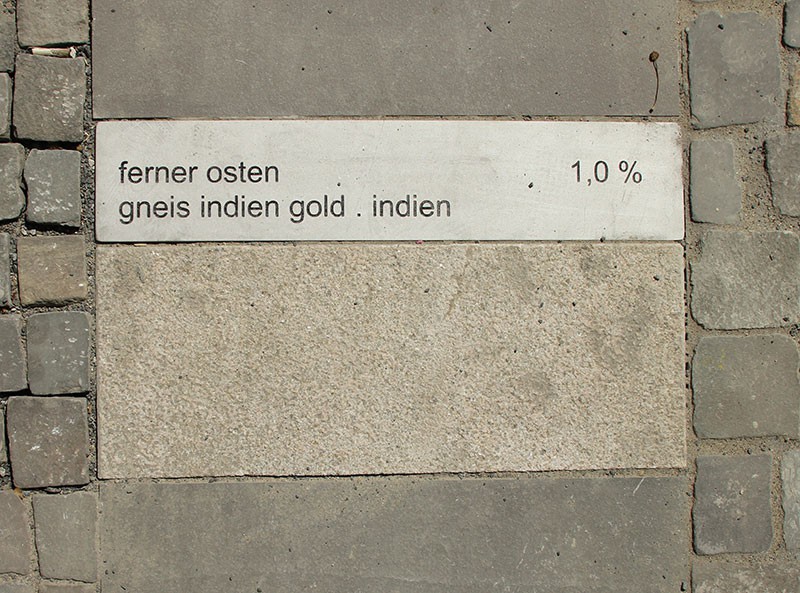 ferner osten 1,0 %
gneis indien gold . indien